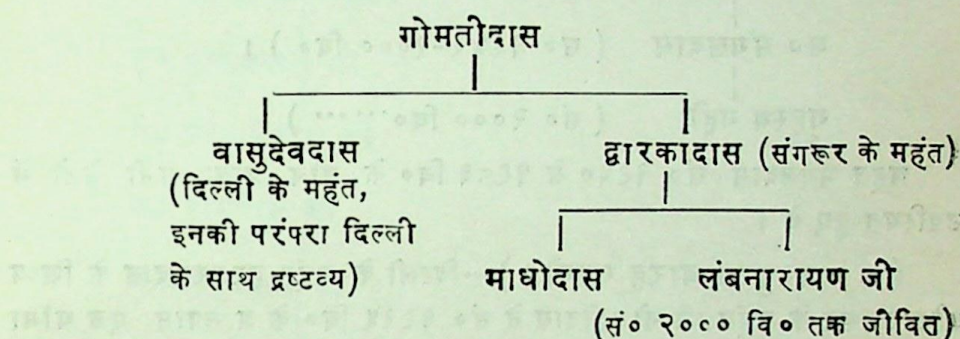 गोमतीदास
वासुदेवदास
द्वारकादास (संगरूर के महंत)
(दिल्ली के महंत,
इनकी परंपरा दिल्ली
के साथ द्रष्टव्य)
माधोदास
लंबनारायण जी
(सं० २००० वि० तक जीवित)